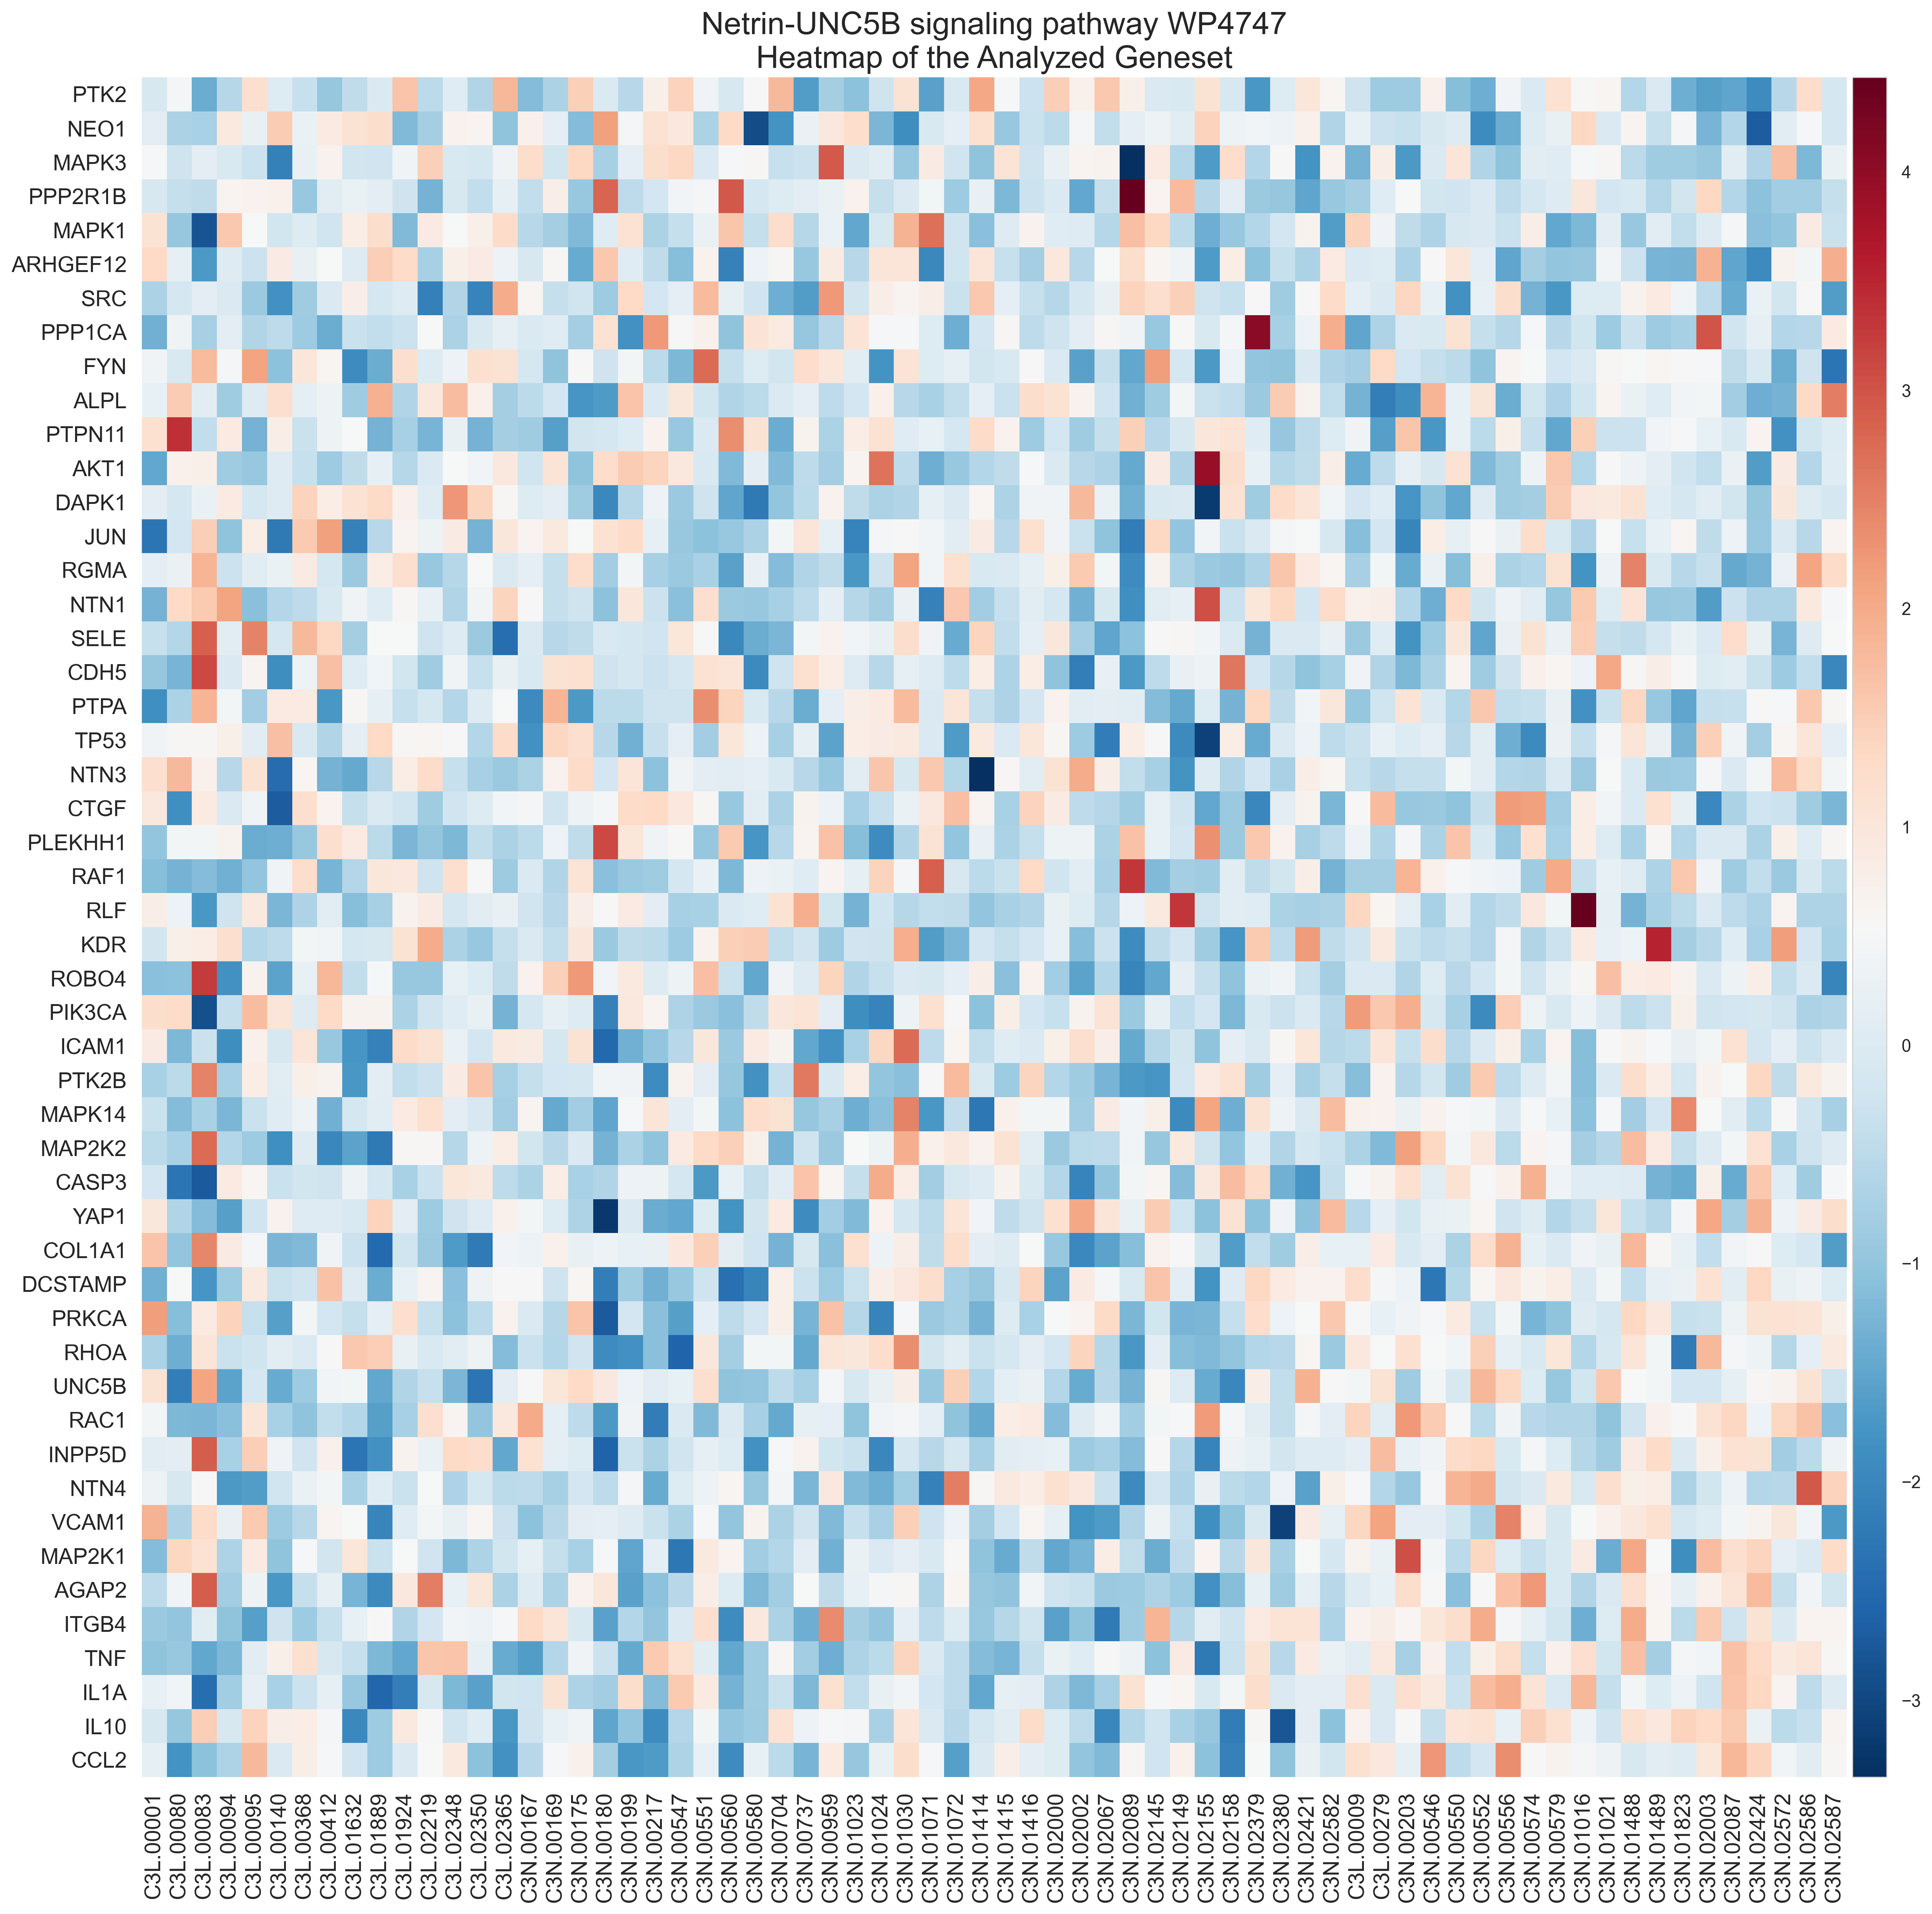 Netrin-UNC5B signaling pathway WP4747
Heatmap of the Analyzed Geneset
PTK2
NEO1
MAPK3
PPP2R1B
MAPK1
ARHGEF12
SRC
PPP1CA
FYN
ALPL
PTPN11
AKT1
DAPK1
JUN
RGMA
NTN1
SELE
CDH5
PTPA
TP53
NTN3
CTGF
PLEKHH1
RAF1
RLF
KDR
ROBO4
PIK3CA
ICAM1
PTK2B
MAPK14
MAP2K2
CASP3
YAP1
COL1A1
DCSTAMP
PRKCA
RHOA
UNC5B
RAC1
INPP5D
NTN4
VCAM1
MAP2K1
AGAP2
ITGB4
TNF
IL1A
IL10
CCL2
4
3
2
1
0
−1
−2
−3
C3L.00001
C3L.00080
C3L.00083
C3L.00094
C3L.00095
C3L.00140
C3L.00368
C3L.00412
C3L.01632
C3L.01889
C3L.01924
C3L.02219
C3L.02348
C3L.02350
C3L.02365
C3N.00167
C3N.00169
C3N.00175
C3N.00180
C3N.00199
C3N.00217
C3N.00547
C3N.00551
C3N.00560
C3N.00580
C3N.00704
C3N.00737
C3N.00959
C3N.01023
C3N.01024
C3N.01030
C3N.01071
C3N.01072
C3N.01414
C3N.01415
C3N.01416
C3N.02000
C3N.02002
C3N.02067
C3N.02089
C3N.02145
C3N.02149
C3N.02155
C3N.02158
C3N.02379
C3N.02380
C3N.02421
C3N.02582
C3L.00009
C3L.00279
C3N.00203
C3N.00546
C3N.00550
C3N.00552
C3N.00556
C3N.00574
C3N.00579
C3N.01016
C3N.01021
C3N.01488
C3N.01489
C3N.01823
C3N.02003
C3N.02087
C3N.02424
C3N.02572
C3N.02586
C3N.02587